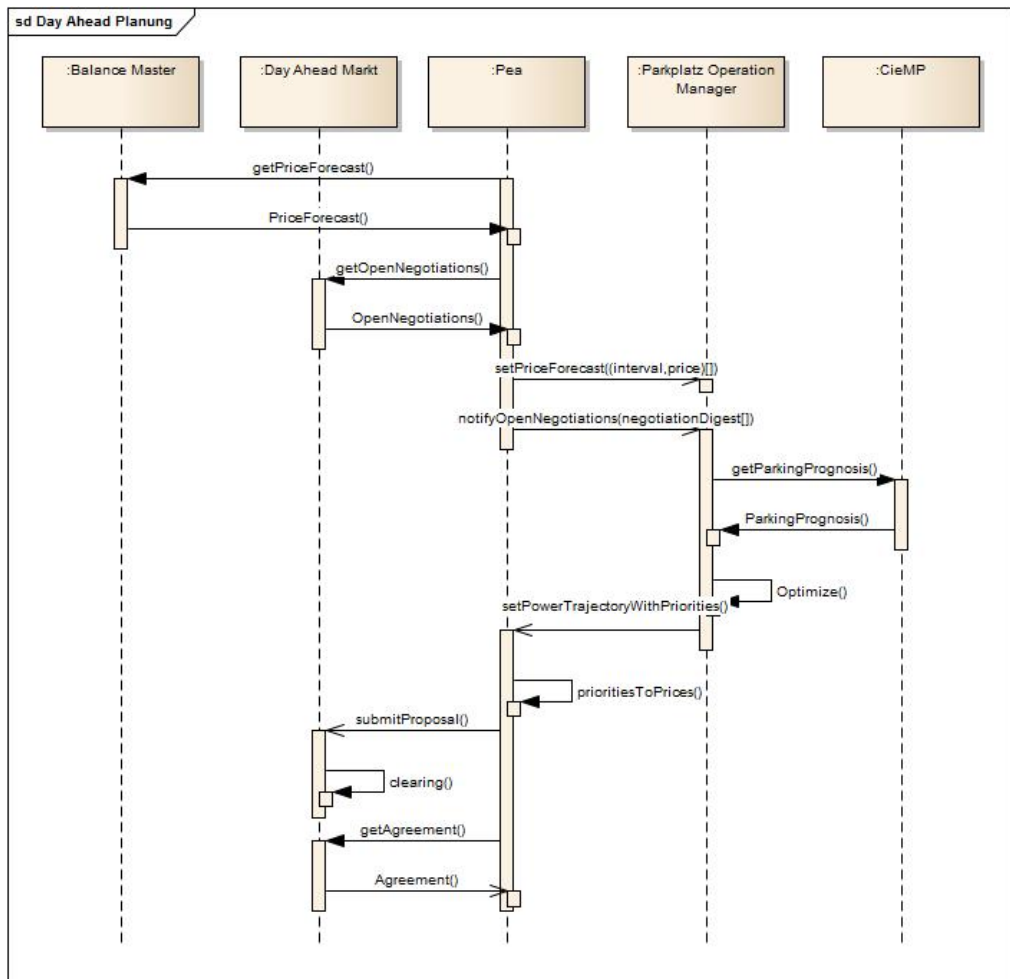 sd Day Ahead Planung
:Balance Master
:Day Ahead Markt
:Pea
:Parkplatz Operation
Manager
:CieMP
getPriceForecast()
PriceForecast()
getOpenNegotiations()
OpenNegotiations()
setPriceForecast((interval,price)[])
notifyOpenNegotiations(negotiationDigest[])
getParkingPrognosis()
ParkingPrognosis()
Optimize()
setPowerTrajectoryWithPriorities()
prioritiesToPrices()
submitProposal()
clearing()
getAgreement()
Agreement()